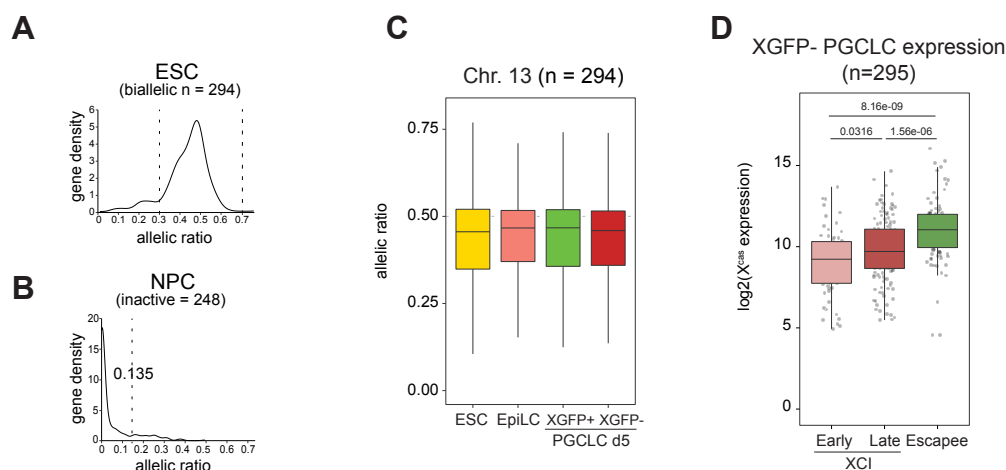 A
ESC
(biallelic n = 294)
gene density
6
5
4
3
2
1
0
0 0.1 0.2 0.3 0.4 0.5 0.6 0.7
allelic ratio
B
NPC
(inactive = 248)
gene density
20
15
10
5
0
0.135
0 0.1 0.2 0.3 0.4 0.5 0.6 0.7
allelic ratio
C
Chr. 13 (n = 294)
allelic ratio
0.75
0.50
0.25
0.00
ESC EpiLC XGFP+ XGFP-
PGCLC d5
D
XGFP- PGCLC expression
(n=295)
8.16e-09
0.0316 1.56e-06
log2(Xcas expression)
15
10
5
0
Early Late Escapee
XCI